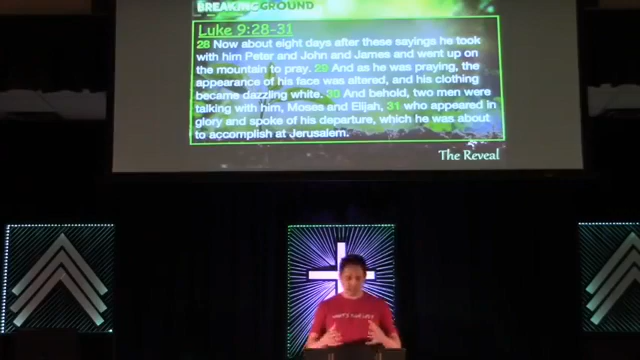 BREAKINGGROUND
Luke 9:28-31
28 Now about eight days after these sayings he took
with him Peter and John and James and went up on
the mountain to pray. 29 And as he was praying, the
appearance of his face was altered, and his clothing
became dazzling white. 30 And behold, two men were
talking with him, Moses and Elijah, 31 who appeared in
glory and spoke of his departure, which he was about
to accomplish at Jerusalem.
The Reveal